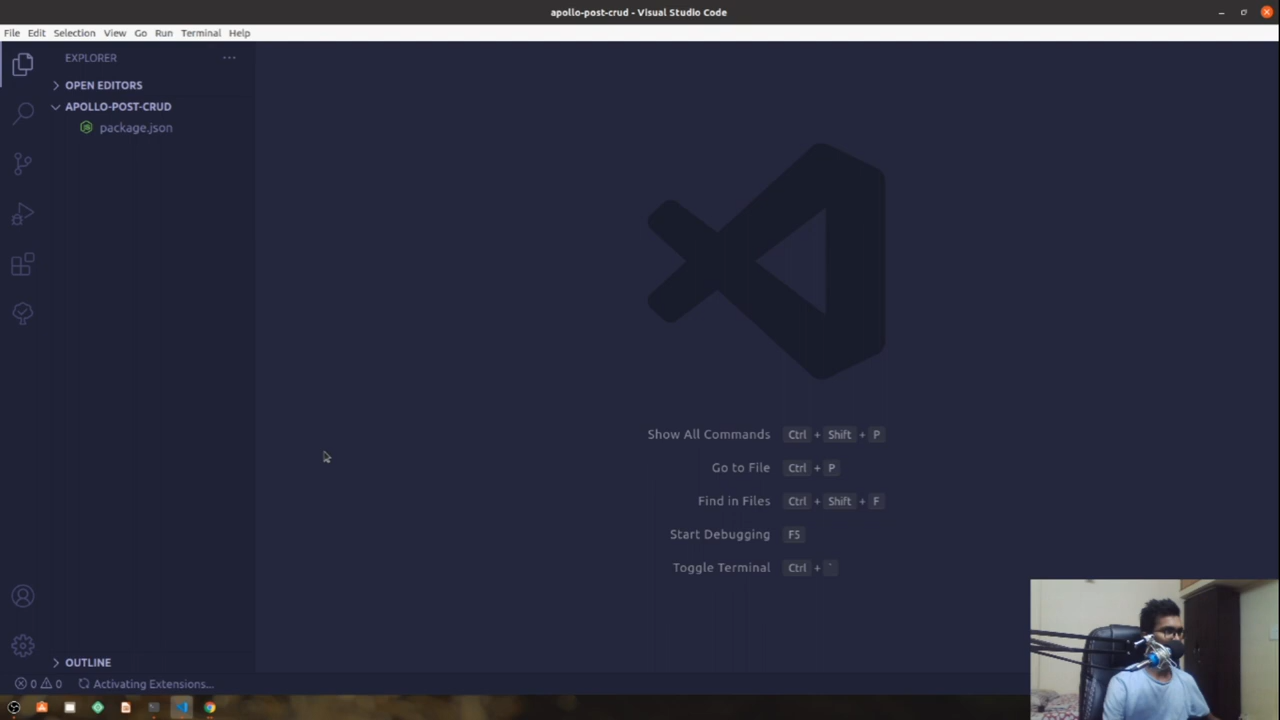 apollo-post-crud - Visual Studio Code
File Edit Selection View Go Run Terminal Help
EXPLORER
OPEN EDITORS
APOLLO-POST-CRUD
package.json
Show All Commands Ctrl + Shift + P
Go to File Ctrl + P
Find in Files Ctrl + Shift + F
Start Debugging F5
Toggle Terminal Ctrl + `
OUTLINE
0 0 Activating Extensions...